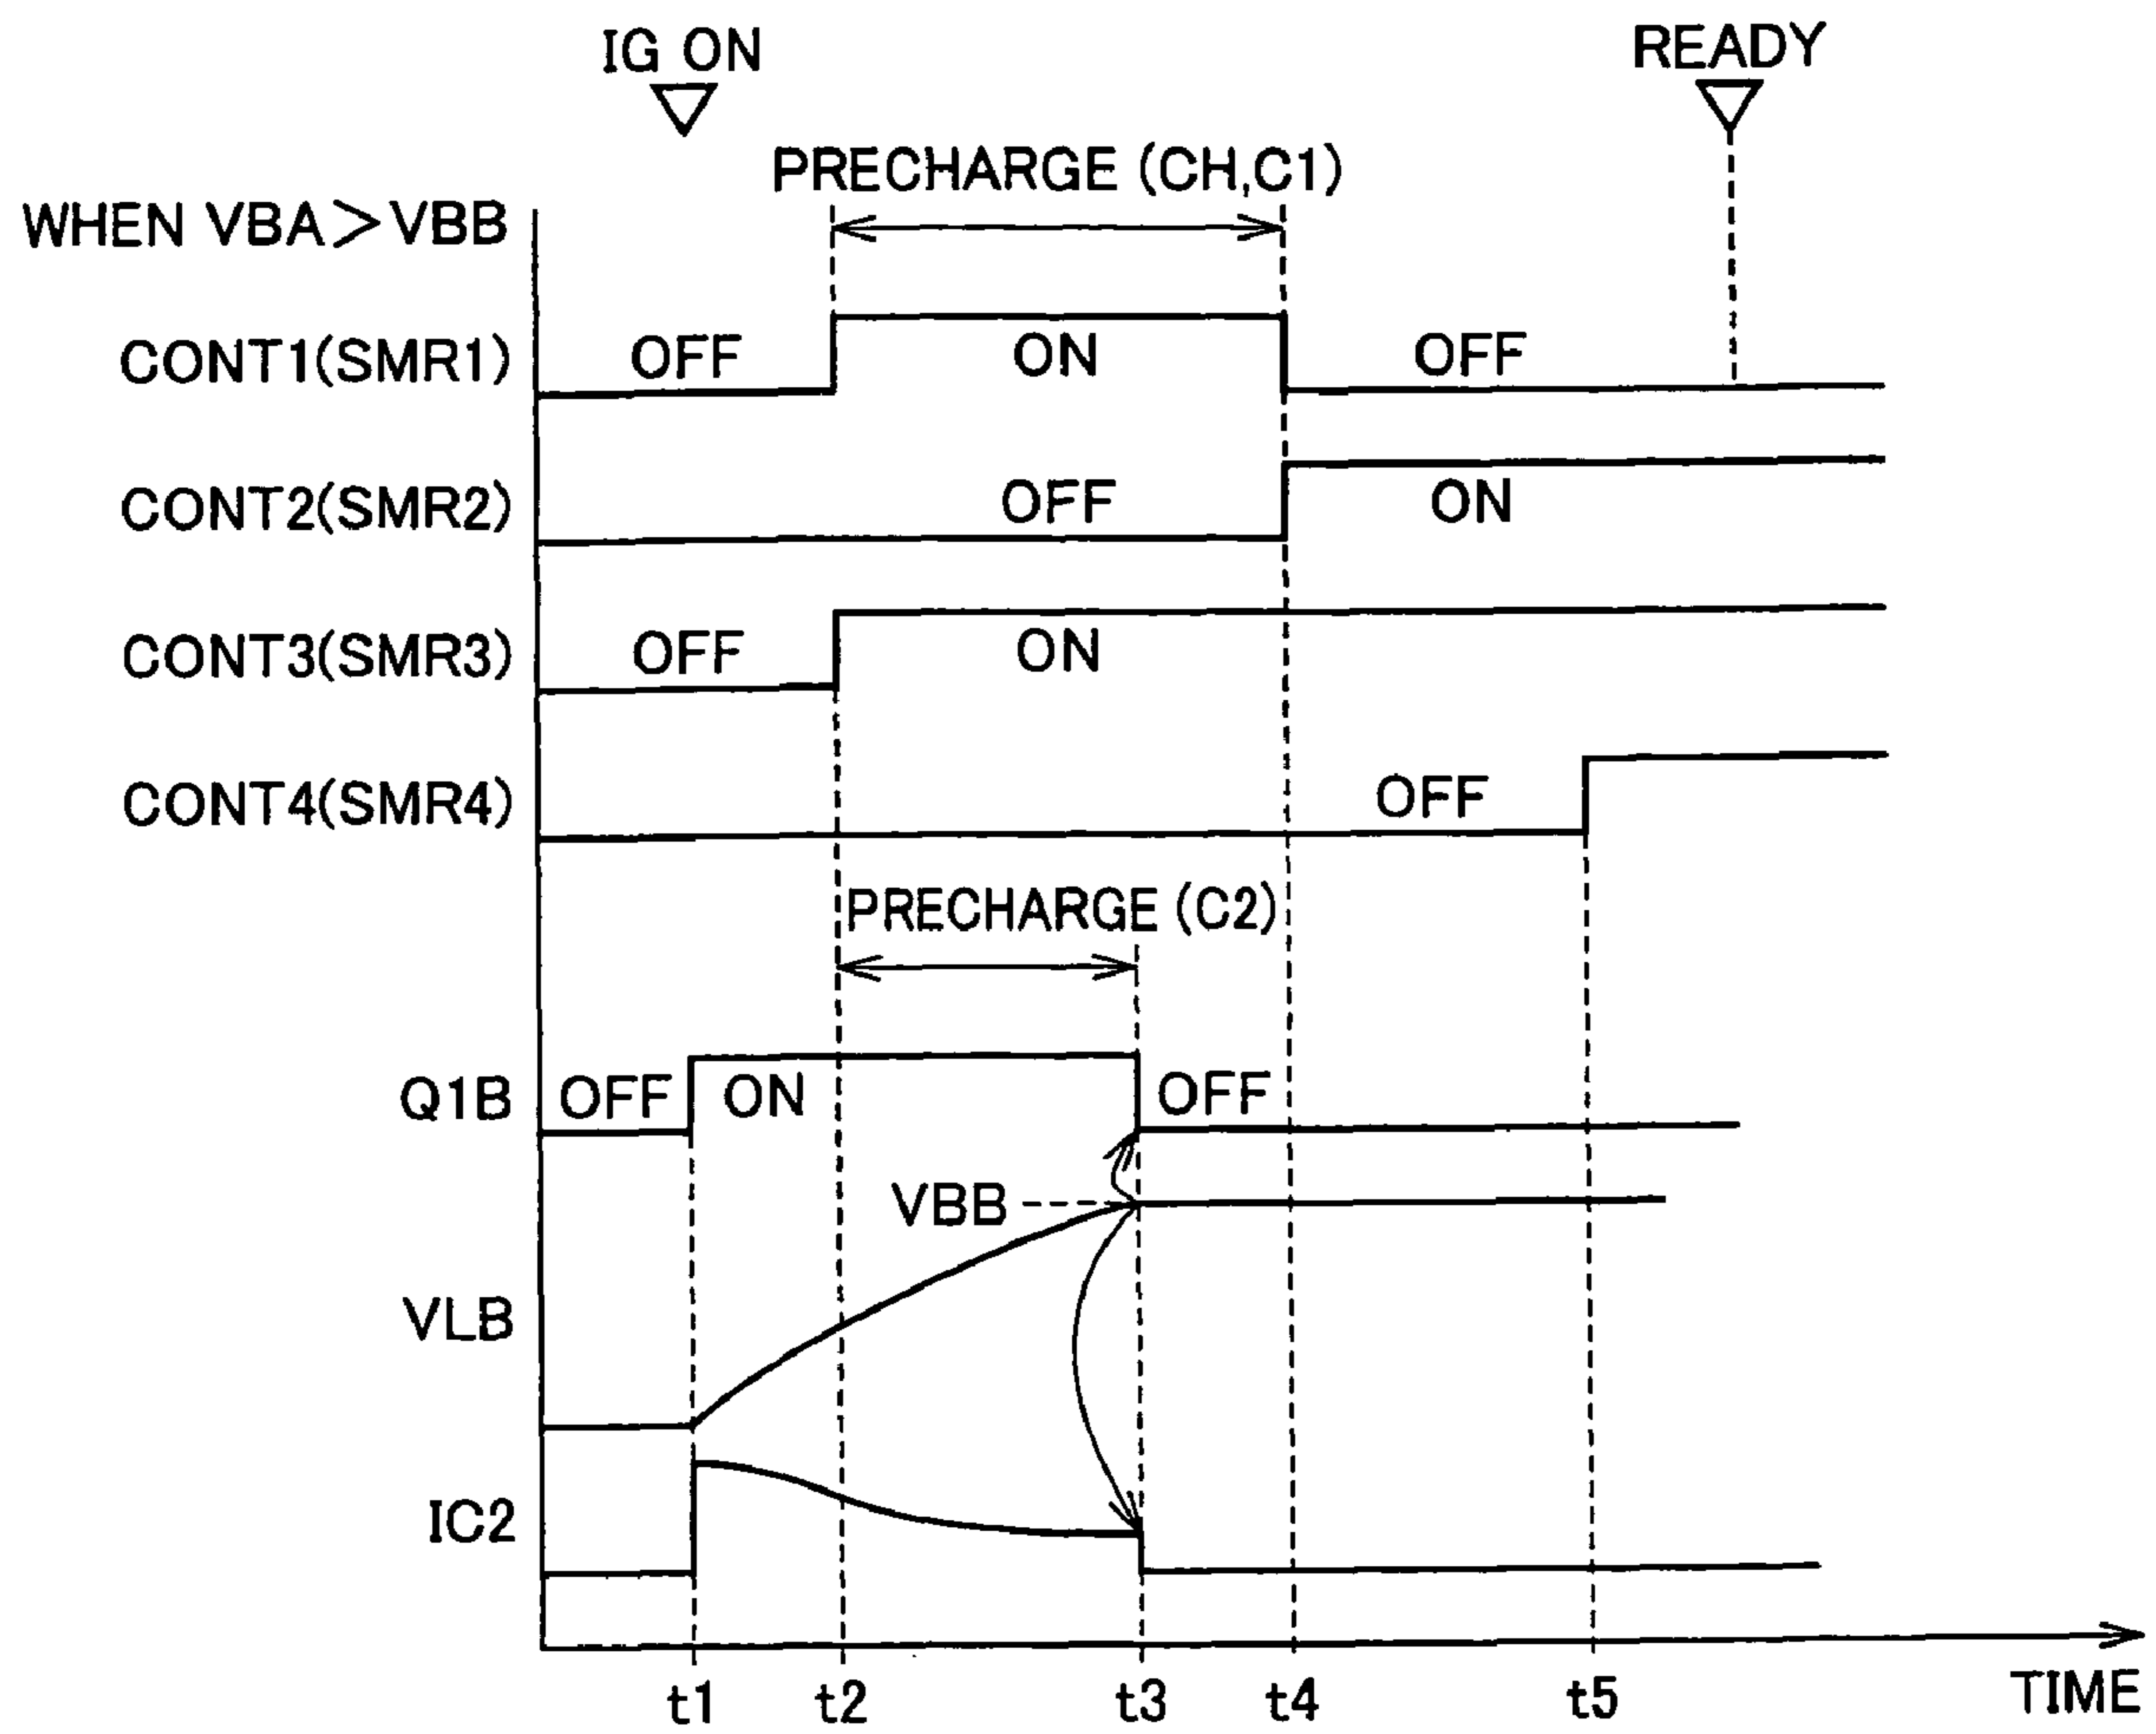 IG ON
READY
PRECHARGE (CH,C1)
WHEN VBA>VBB
CONT1(SMR1)
OFF
ON
OFF
CONT2(SMR2)
OFF
ON
CONT3(SMR3)
OFF
ON
CONT4(SMR4)
OFF
PRECHARGE (C2)
Q1B
OFF
ON
OFF
VBB
VLB
IC2
t1
t2
t3
t4
t5
TIME